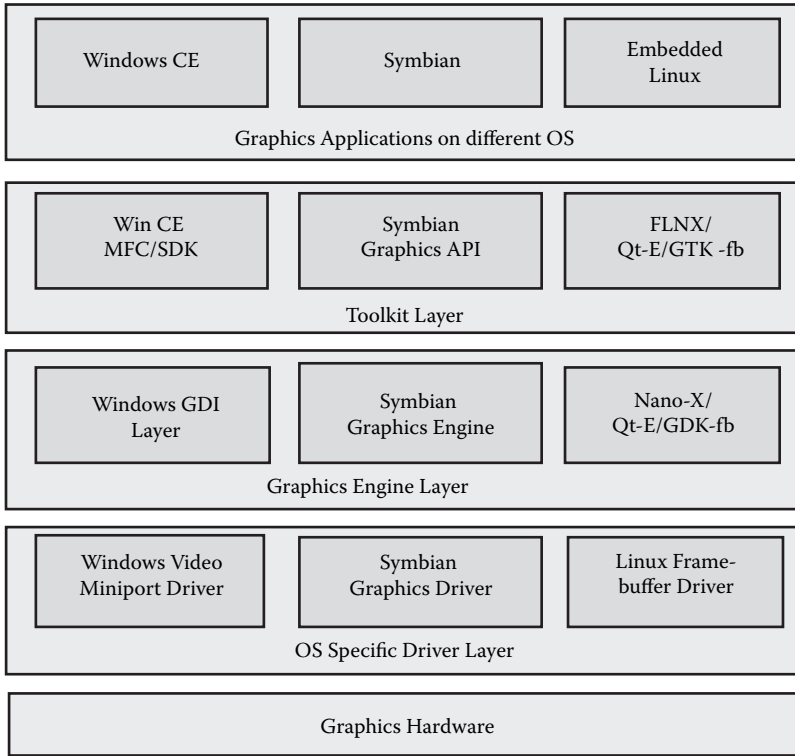 Windows CE
Symbian
Embedded
Linux
Graphics Applications on different OS
Win CE
MFC/SDK
Symbian
Graphics API
FLNX/
Qt-E/GTK -fb
Toolkit Layer
Windows GDI
Layer
Symbian
Graphics Engine
Nano-X/
Qt-E/GDK-fb
Graphics Engine Layer
Windows Video
Miniport Driver
Symbian
Graphics Driver
Linux Frame-
buffer Driver
OS Specific Driver Layer
Graphics Hardware